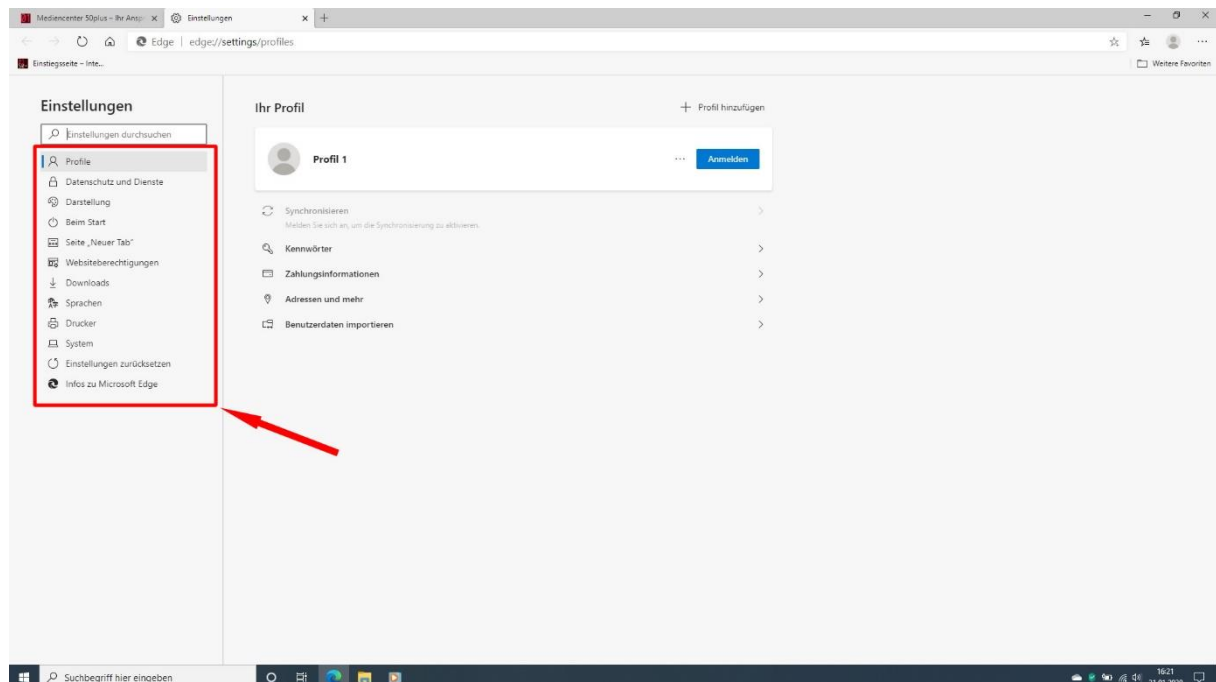 Mediencenter 50plus – Ihr Ansp
Einstellungen
Edge | edge://settings/profiles
Einstiegsseite – Inte...
Weitere Favoriten
Einstellungen
Einstellungen durchsuchen
Profile
Datenschutz und Dienste
Darstellung
Beim Start
Seite „Neuer Tab"
Websiteberechtigungen
Downloads
Sprachen
Drucker
System
Einstellungen zurücksetzen
Infos zu Microsoft Edge
Ihr Profil
Profil hinzufügen
Profil 1
Anmelden
Synchronisieren
Melden Sie sich an, um die Synchronisierung zu aktivieren.
Kennwörter
Zahlungsinformationen
Adressen und mehr
Benutzerdaten importieren
Suchbegriff hier eingeben
16:21